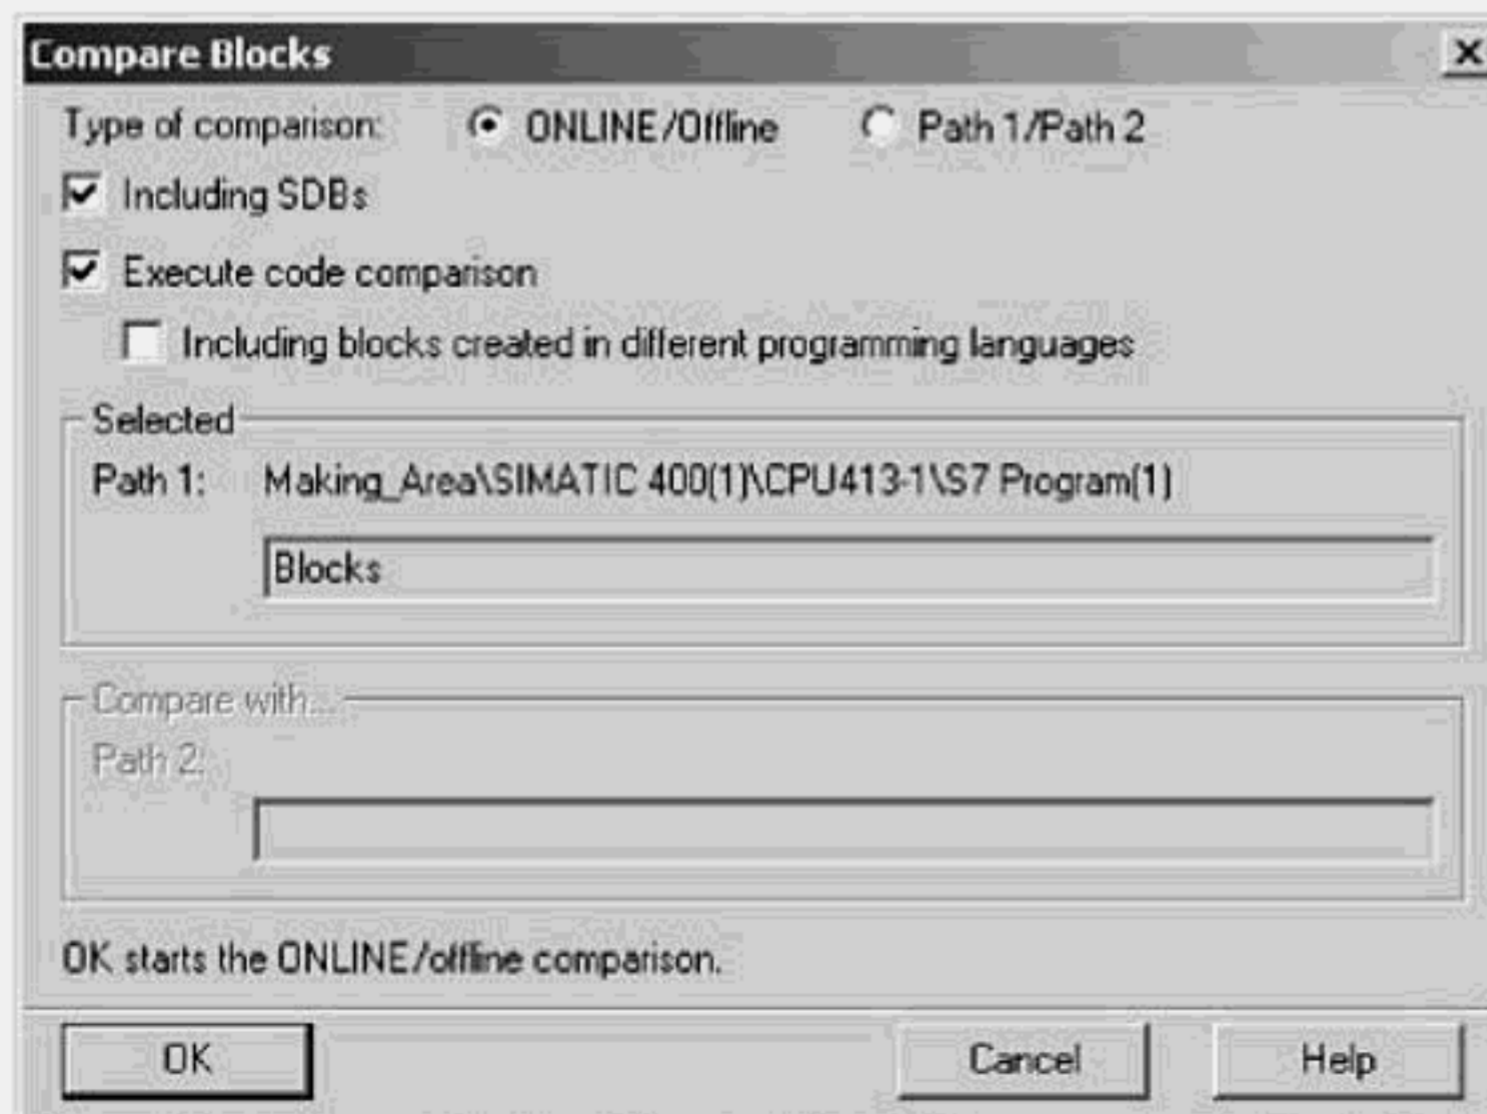 Compare Blocks
Type of comparison: ONLINE/Offline Path 1/Path 2
Including SDBs
Execute code comparison
Including blocks created in different programming languages
Selected
Path 1: Making_Area\SIMATIC 400(1)\CPU413-1\S7 Program(1)
Blocks
Compare with...
Path 2:
OK starts the ONLINE/offline comparison.
OK Cancel Help